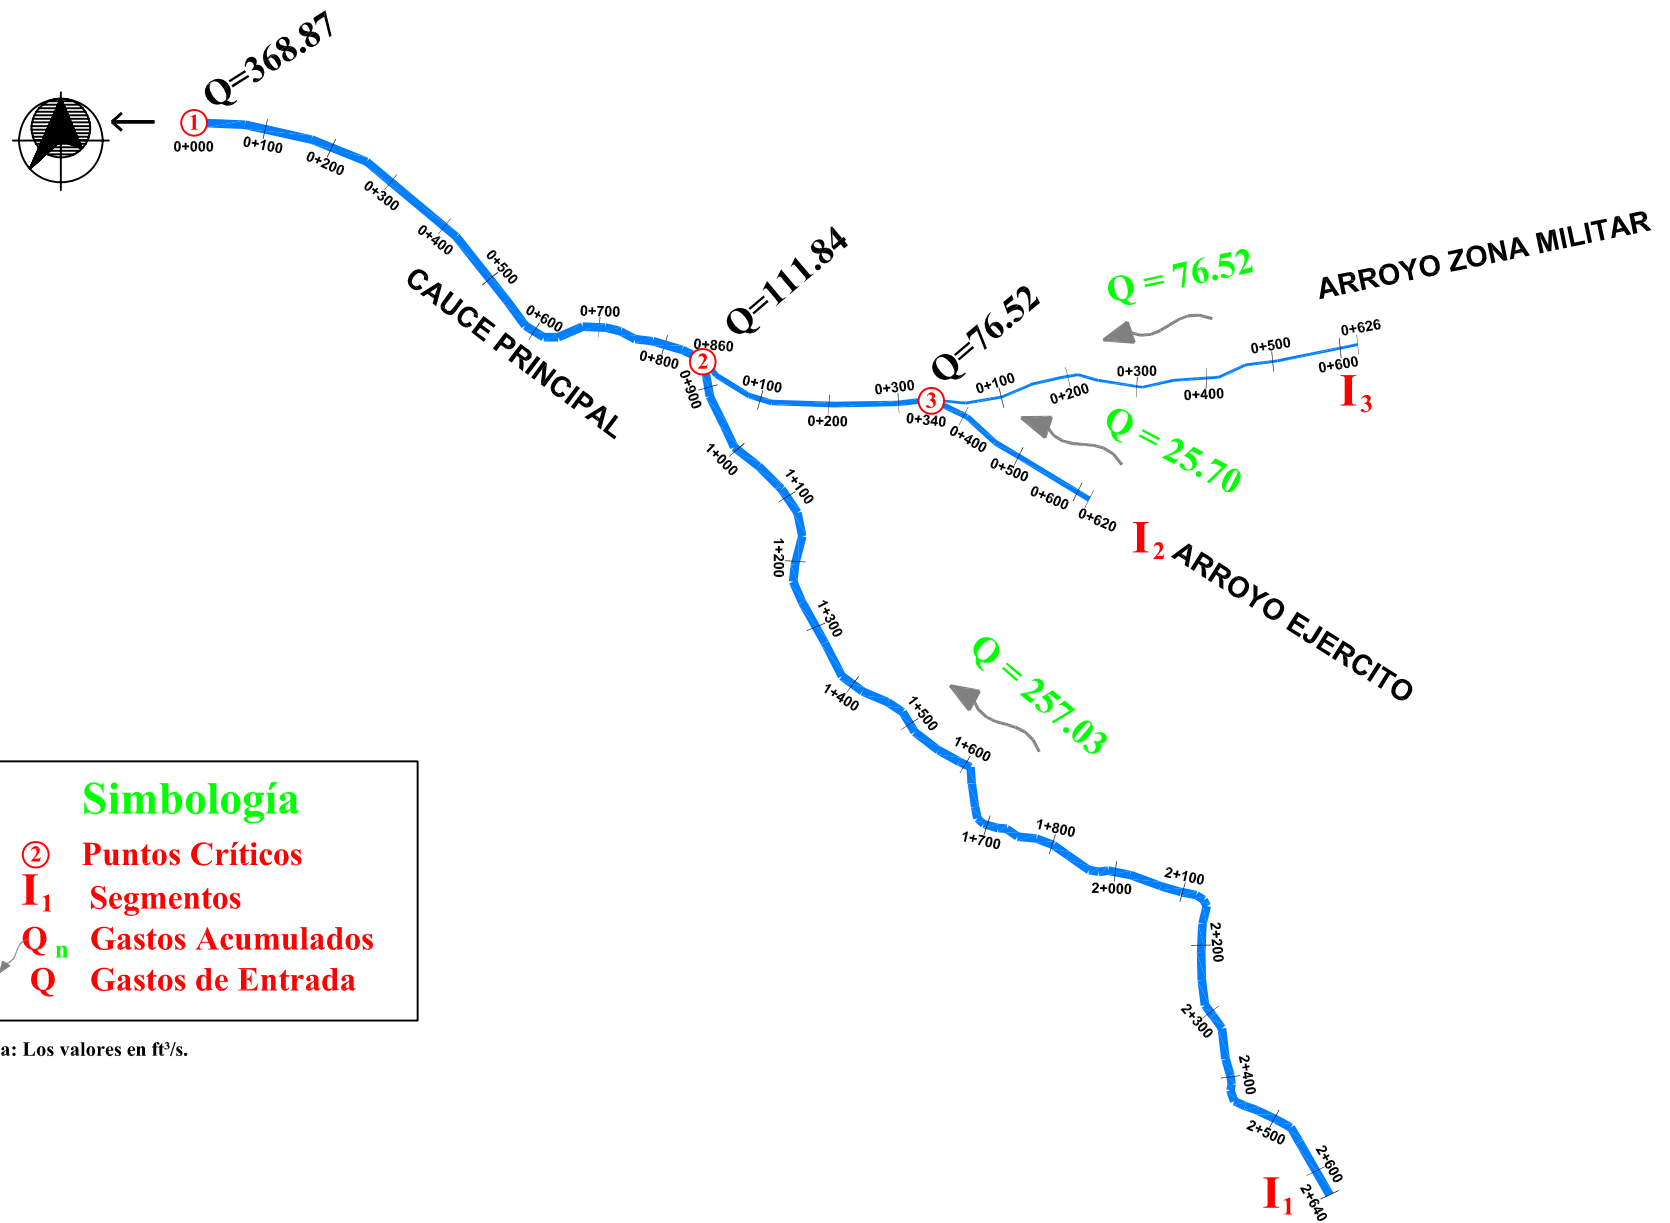 Q=368.87
1
0+000
0+100
0+200
0+300
0+400
0+500
0+600
0+700
0+800
0+860
CAUCE PRINCIPAL
Q=111.84
2
0+900
0+100
0+200
0+300
0+340
Q=76.52
3
0+100
0+200
0+300
0+400
0+500
0+600
0+626
I3
Q = 76.52
ARROYO ZONA MILITAR
0+400
0+500
0+600
0+620
Q = 25.70
I2
ARROYO EJERCITO
1+000
1+100
1+200
1+300
1+400
1+500
1+600
1+700
1+800
2+000
2+100
2+200
2+300
2+400
2+500
2+600
2+640
Q = 257.03
I1
Simbología
2 Puntos Críticos
I1 Segmentos
Q n Gastos Acumulados
Q Gastos de Entrada
a: Los valores en ft³/s.